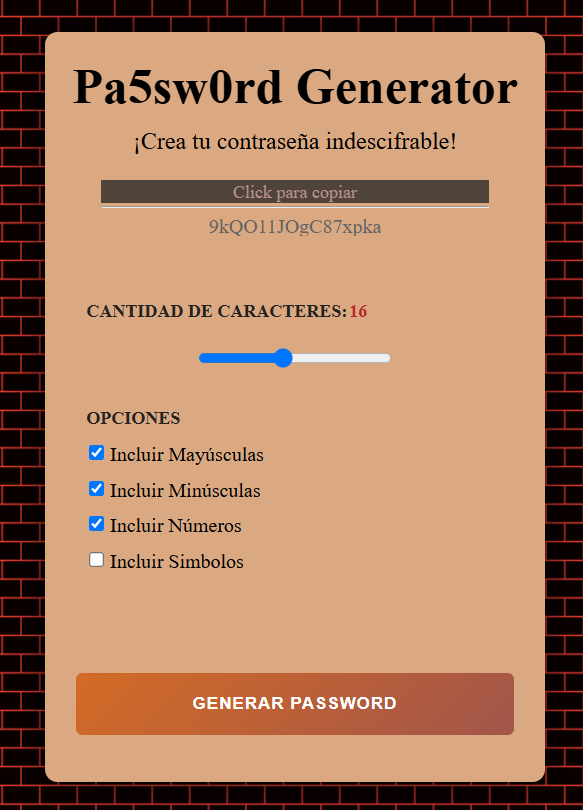 Pa5sw0rd Generator
¡Crea tu contraseña indescifrable!
Click para copiar
9kQO11JOgC87xpka
CANTIDAD DE CARACTERES: 16
OPCIONES
Incluir Mayúsculas
Incluir Minúsculas
Incluir Números
Incluir Simbolos
GENERAR PASSWORD